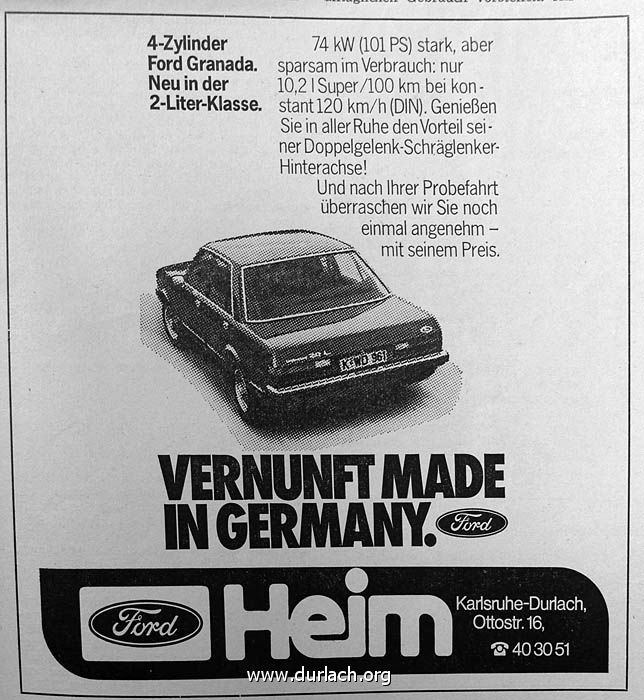 4-Zylinder
Ford Granada.
Neu in der
2-Liter-Klasse.
74 kW (101 PS) stark, aber
sparsam im Verbrauch: nur
10,2 l Super/100 km bei kon-
stant 120 km/h (DIN). Genießen
Sie in aller Ruhe den Vorteil sei-
ner Doppelgelenk-Schräglenker-
Hinterachse!
Und nach Ihrer Probefahrt
überraschen wir Sie noch
einmal angenehm –
mit seinem Preis.
VERNUNFT MADE
IN GERMANY.
Ford
Ford
Heim
Karlsruhe-Durlach,
Ottostr. 16,
☎ 40 30 51
www.durlach.org